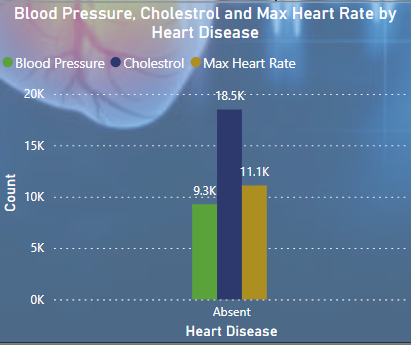 Blood Pressure, Cholestrol and Max Heart Rate by
Heart Disease
Blood Pressure Cholestrol Max Heart Rate
20K
18.5K
15K
11.1K
9.3K
10K
5K
0K
Count
Absent
Heart Disease